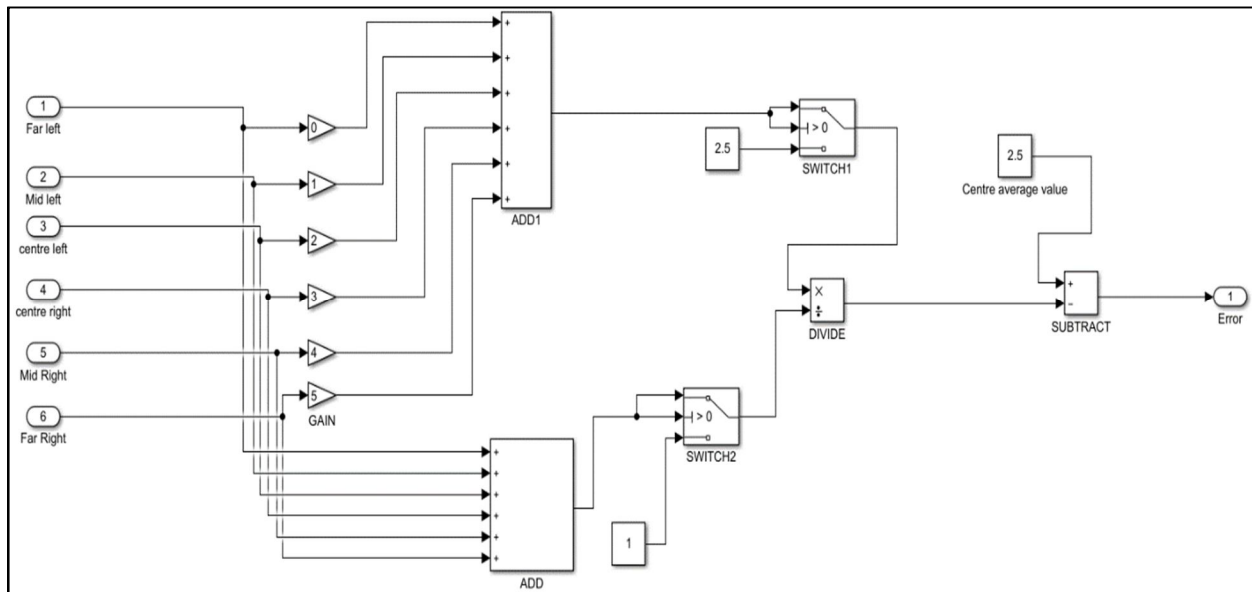 1
Far left
2
Mid left
3
centre left
4
centre right
5
Mid Right
6
Far Right
0
1
2
3
4
5
GAIN
+
+
+
+
+
+
ADD1
+
+
+
+
+
+
ADD
2.5
> 0
SWITCH1
1
> 0
SWITCH2
×
÷
DIVIDE
2.5
Centre average value
+
−
SUBTRACT
1
Error